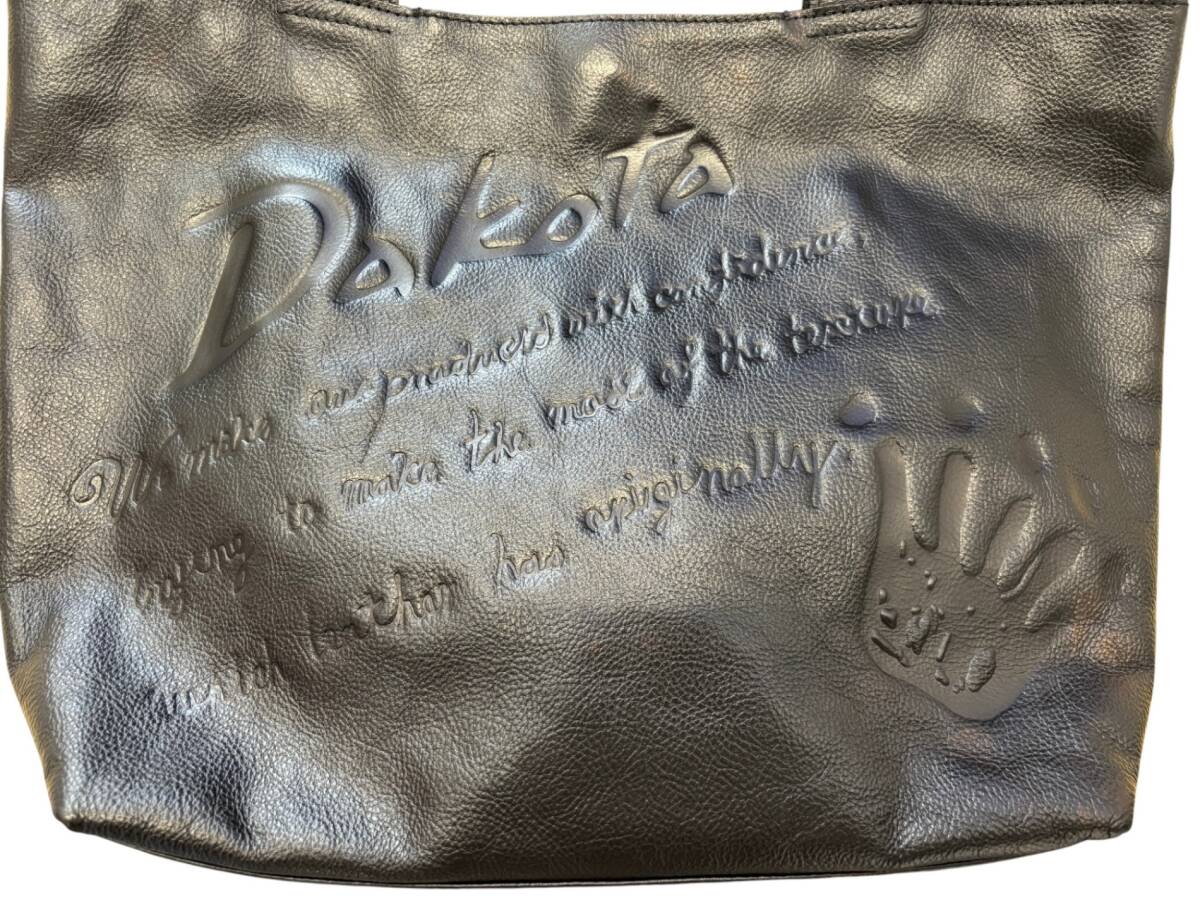 Dakota
We make our products with confidence,
trying to make the most of the texture
which leather has originally.